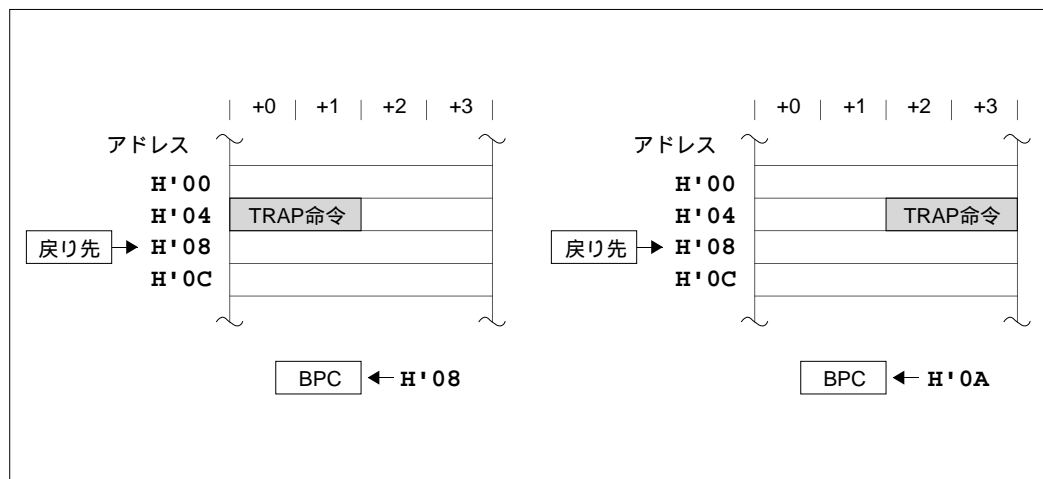 +0 +1 +2 +3
アドレス
H'00
H'04 TRAP命令
戻り先 H'08
H'0C
BPC H'08
+0 +1 +2 +3
アドレス
H'00
H'04 TRAP命令
戻り先 H'08
H'0C
BPC H'0A